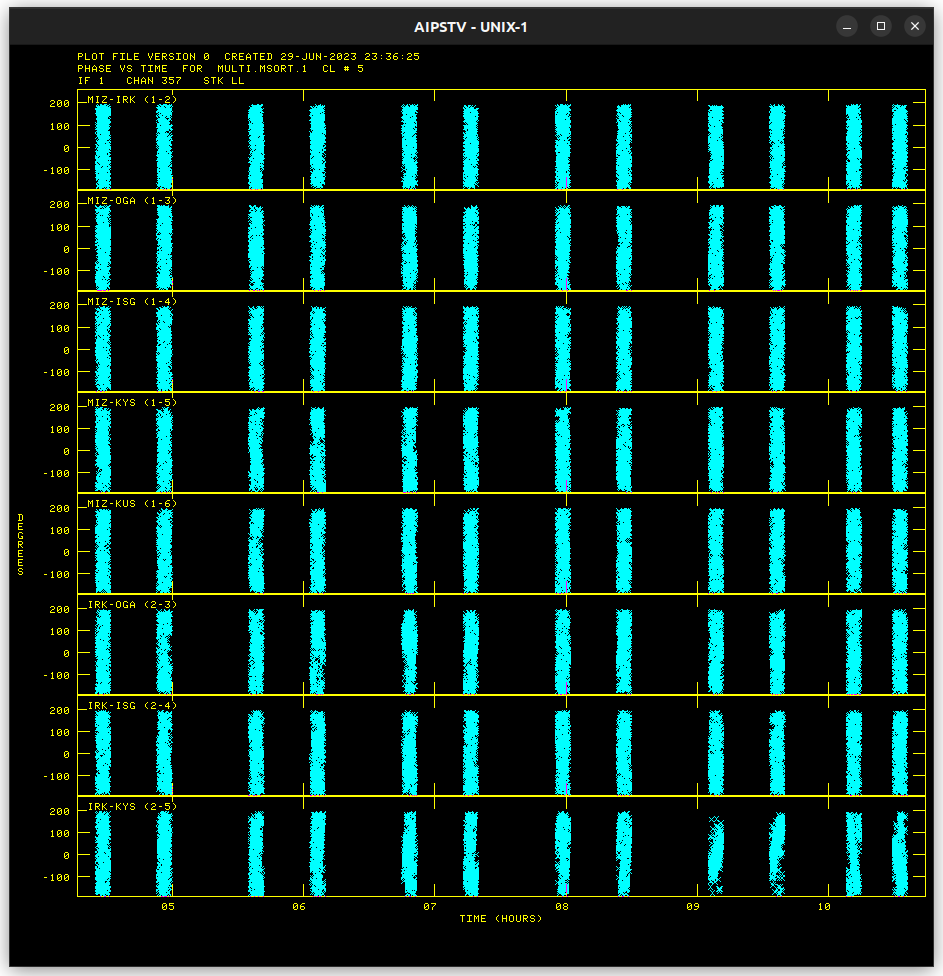 AIPSTV - UNIX-1
PLOT FILE VERSION 0 CREATED 29-JUN-2023 23:36:25
PHASE VS TIME FOR MULTI.MSORT.1 CL # 5
IF 1 CHAN 357 STK LL
MIZ-IRK (1-2)
200
100
0
-100
MIZ-OGA (1-3)
200
100
0
-100
MIZ-ISG (1-4)
200
100
0
-100
MIZ-KYS (1-5)
200
100
0
-100
MIZ-KUS (1-6)
200
100
0
-100
DEGREES
IRK-OGA (2-3)
200
100
0
-100
IRK-ISG (2-4)
200
100
0
-100
IRK-KYS (2-5)
200
100
0
-100
05 06 07 08 09 10
TIME (HOURS)